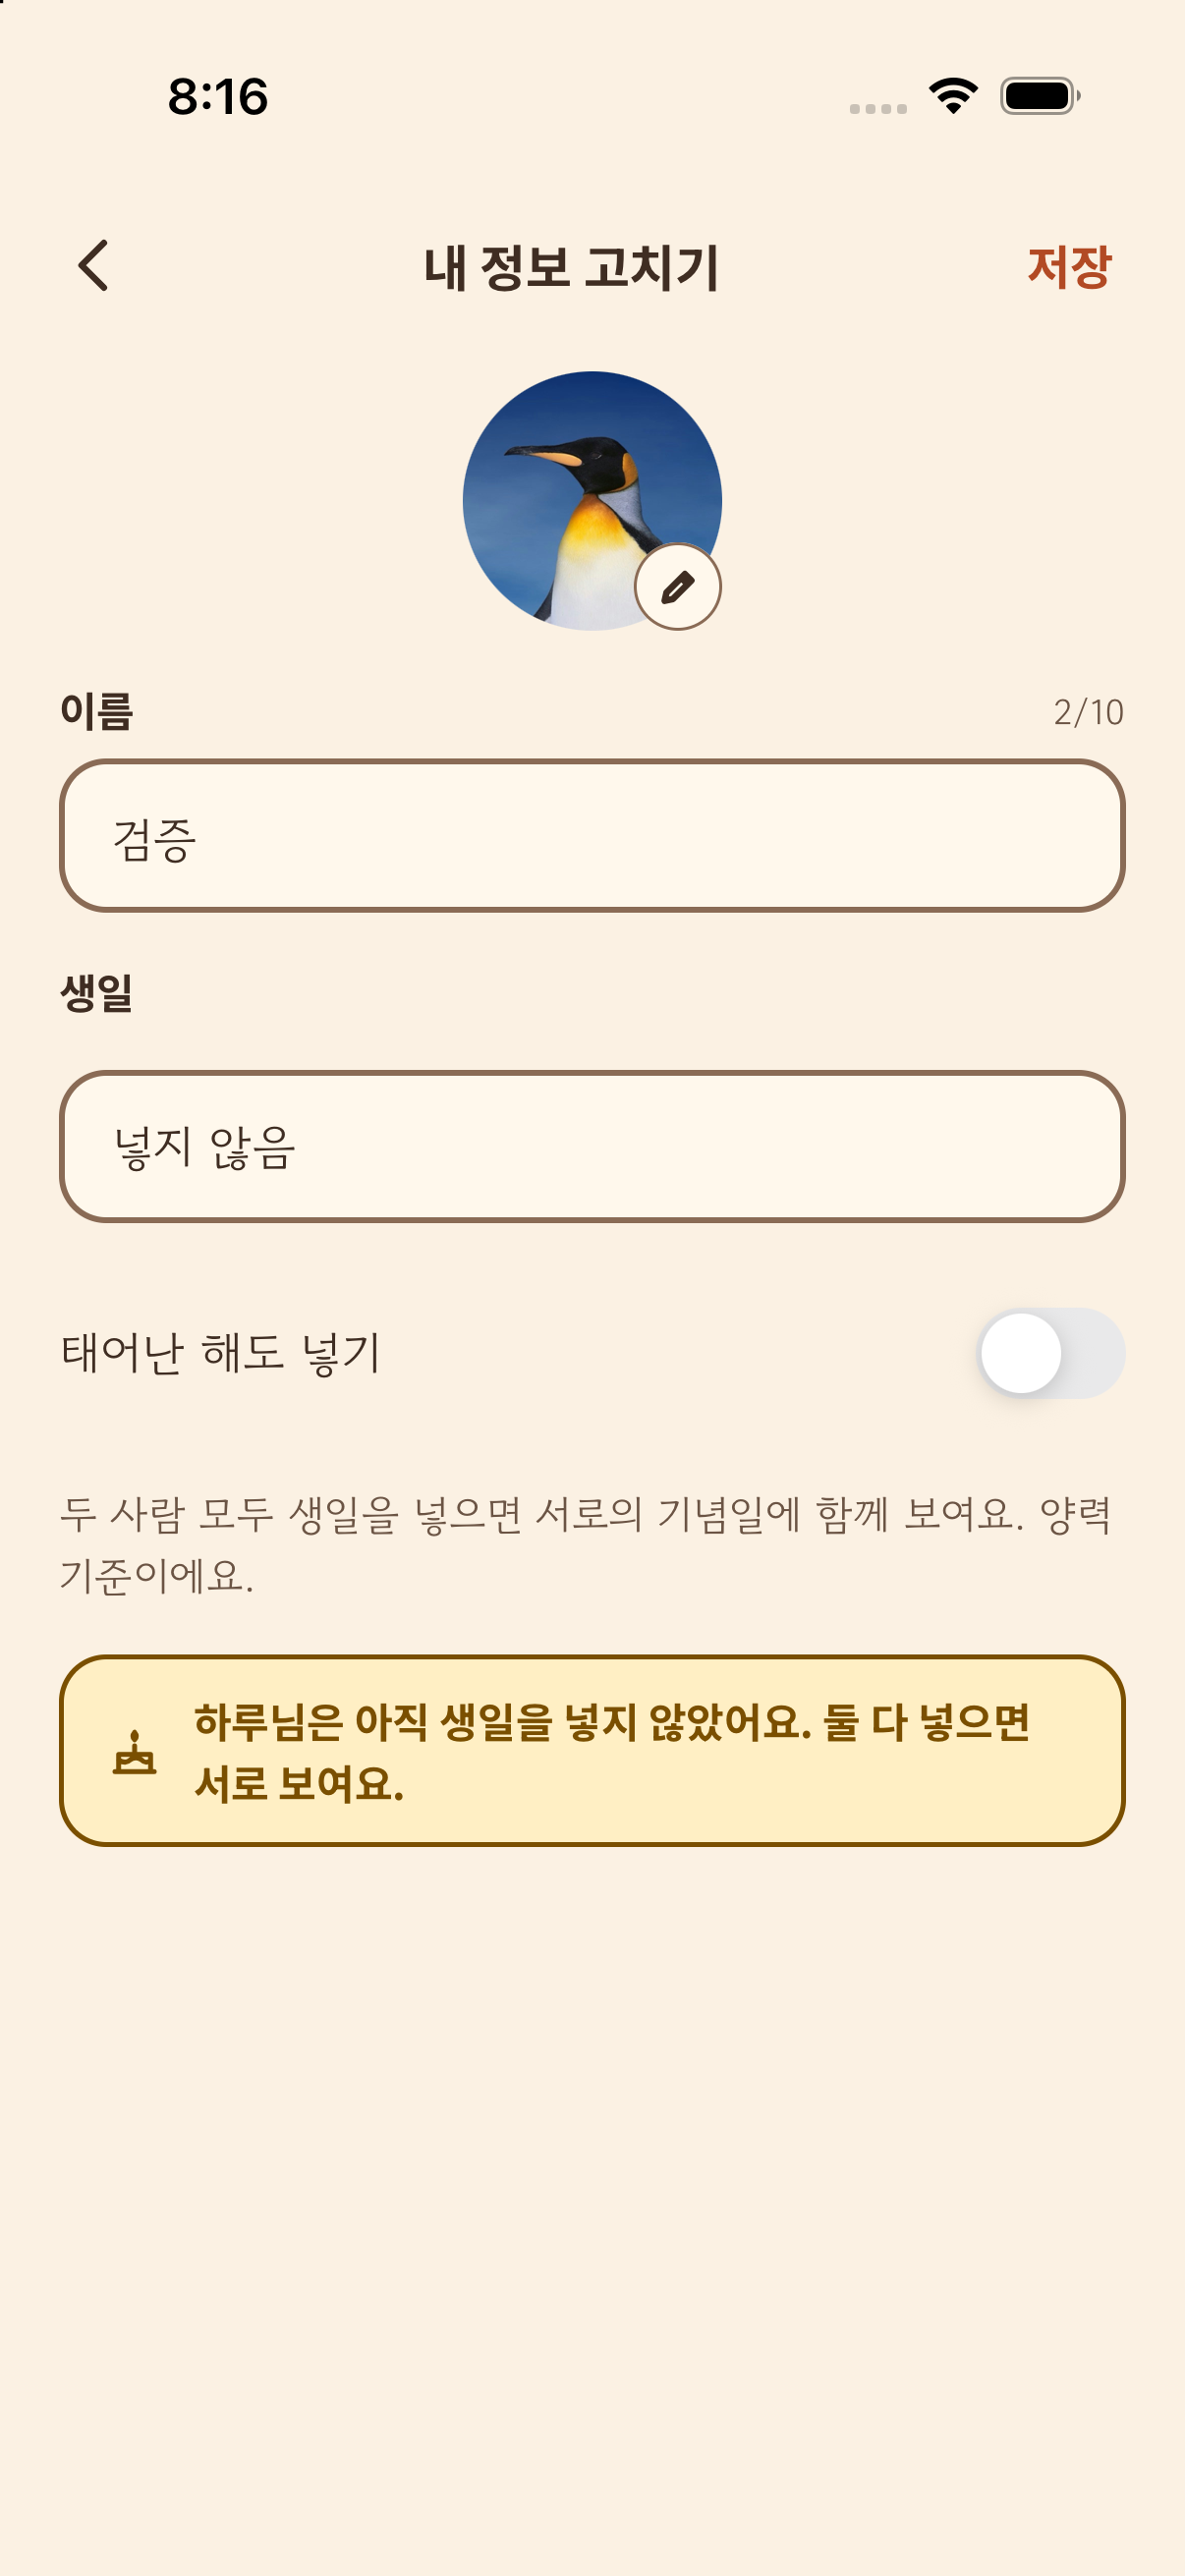 8:16
내 정보 고치기
저장
이름
2/10
검증
생일
넣지 않음
태어난 해도 넣기
두 사람 모두 생일을 넣으면 서로의 기념일에 함께 보여요. 양력
기준이에요.
하루님은 아직 생일을 넣지 않았어요. 둘 다 넣으면
서로 보여요.